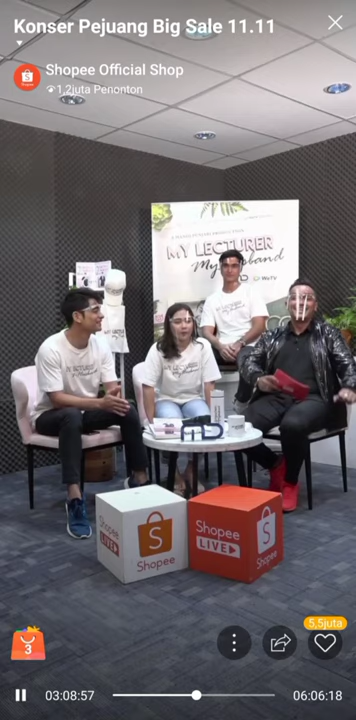 Konser Pejuang Big Sale 11.11
Shopee Official Shop
1,2juta Penonton
MY LECTURER
My Husband
WeTV
MD
Shopee
LIVE
S
Shopee
Shopee
LIVE
S
Shopee
5,5juta
3
03:08:57
06:06:18